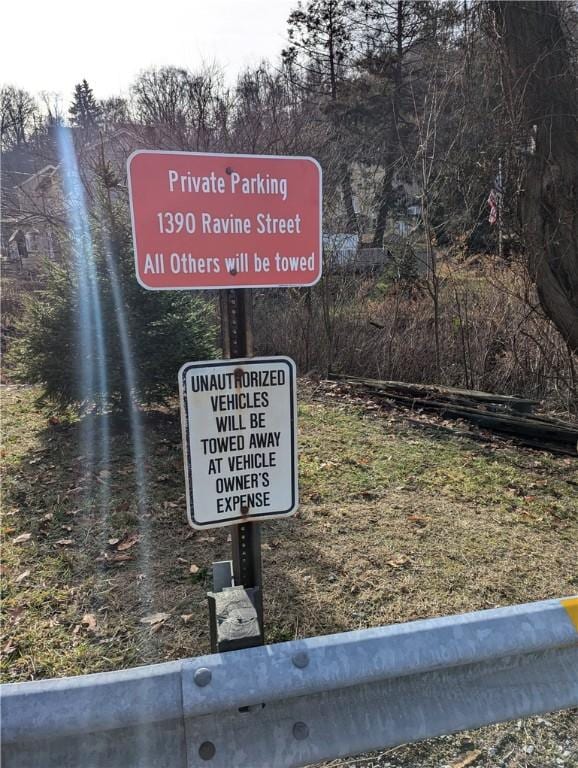 Private Parking
1390 Ravine Street
All Others will be towed
UNAUTHORIZED
VEHICLES
WILL BE
TOWED AWAY
AT VEHICLE
OWNER'S
EXPENSE